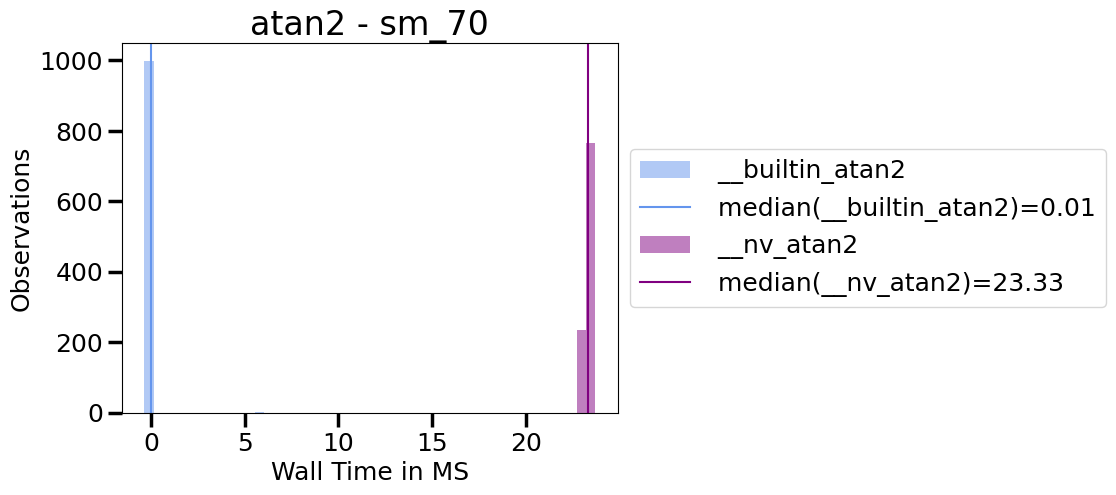 atan2 - sm_70
1000
800
600
400
200
0
Observations
0 5 10 15 20
Wall Time in MS
__builtin_atan2
median(__builtin_atan2)=0.01
__nv_atan2
median(__nv_atan2)=23.33